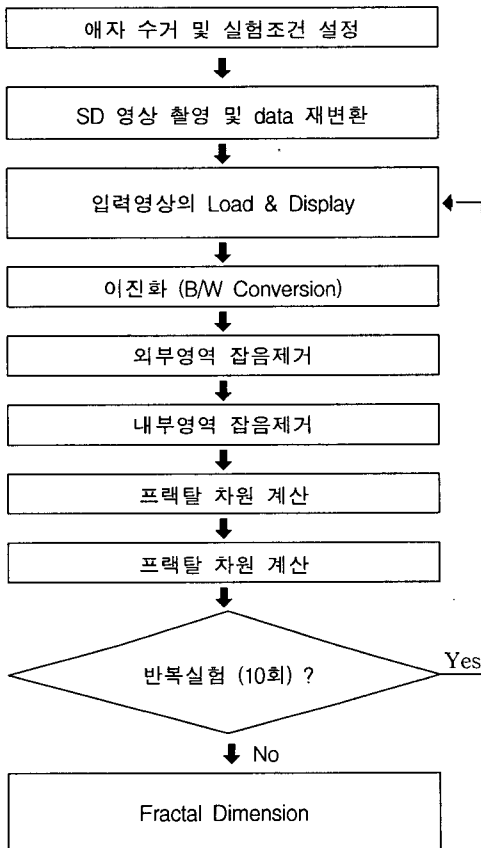 애자 수거 및 실험조건 설정
SD 영상 촬영 및 data 재변환
입력영상의 Load & Display
이진화 (B/W Conversion)
외부영역 잡음제거
내부영역 잡음제거
프랙탈 차원 계산
프랙탈 차원 계산
반복실험 (10회) ?
Yes
No
Fractal Dimension